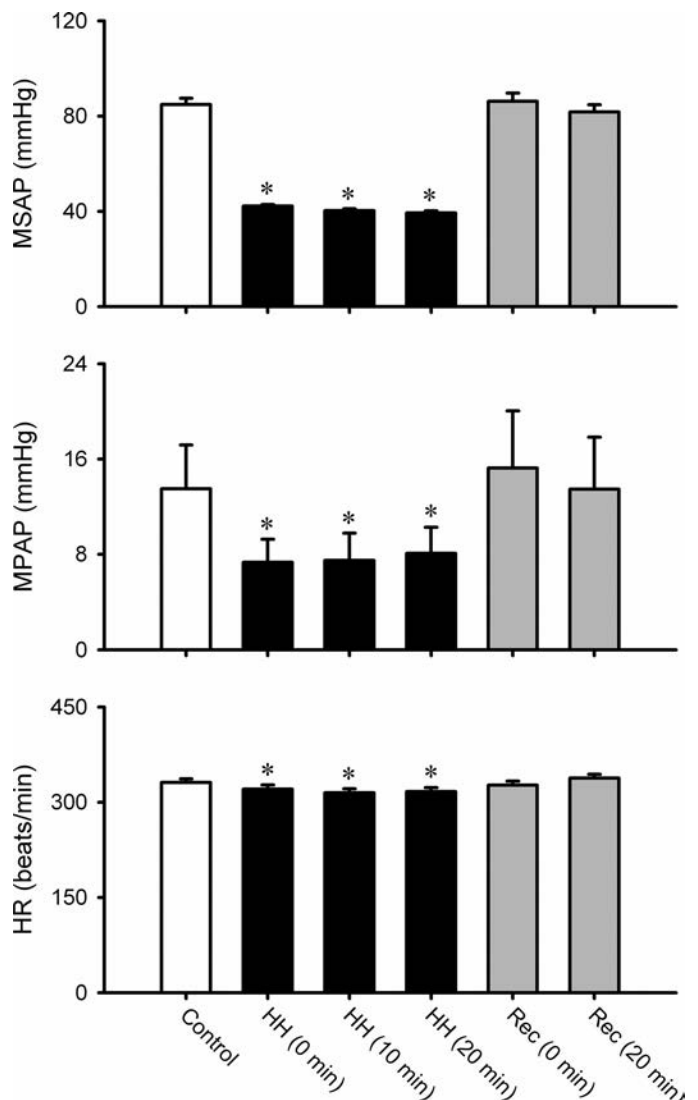 120
80
40
0
MSAP (mmHg)
* * *
24
16
8
0
MPAP (mmHg)
* * *
450
300
150
0
HR (beats/min)
* * *
Control
HH (0 min)
HH (10 min)
HH (20 min)
Rec (0 min)
Rec (20 min)